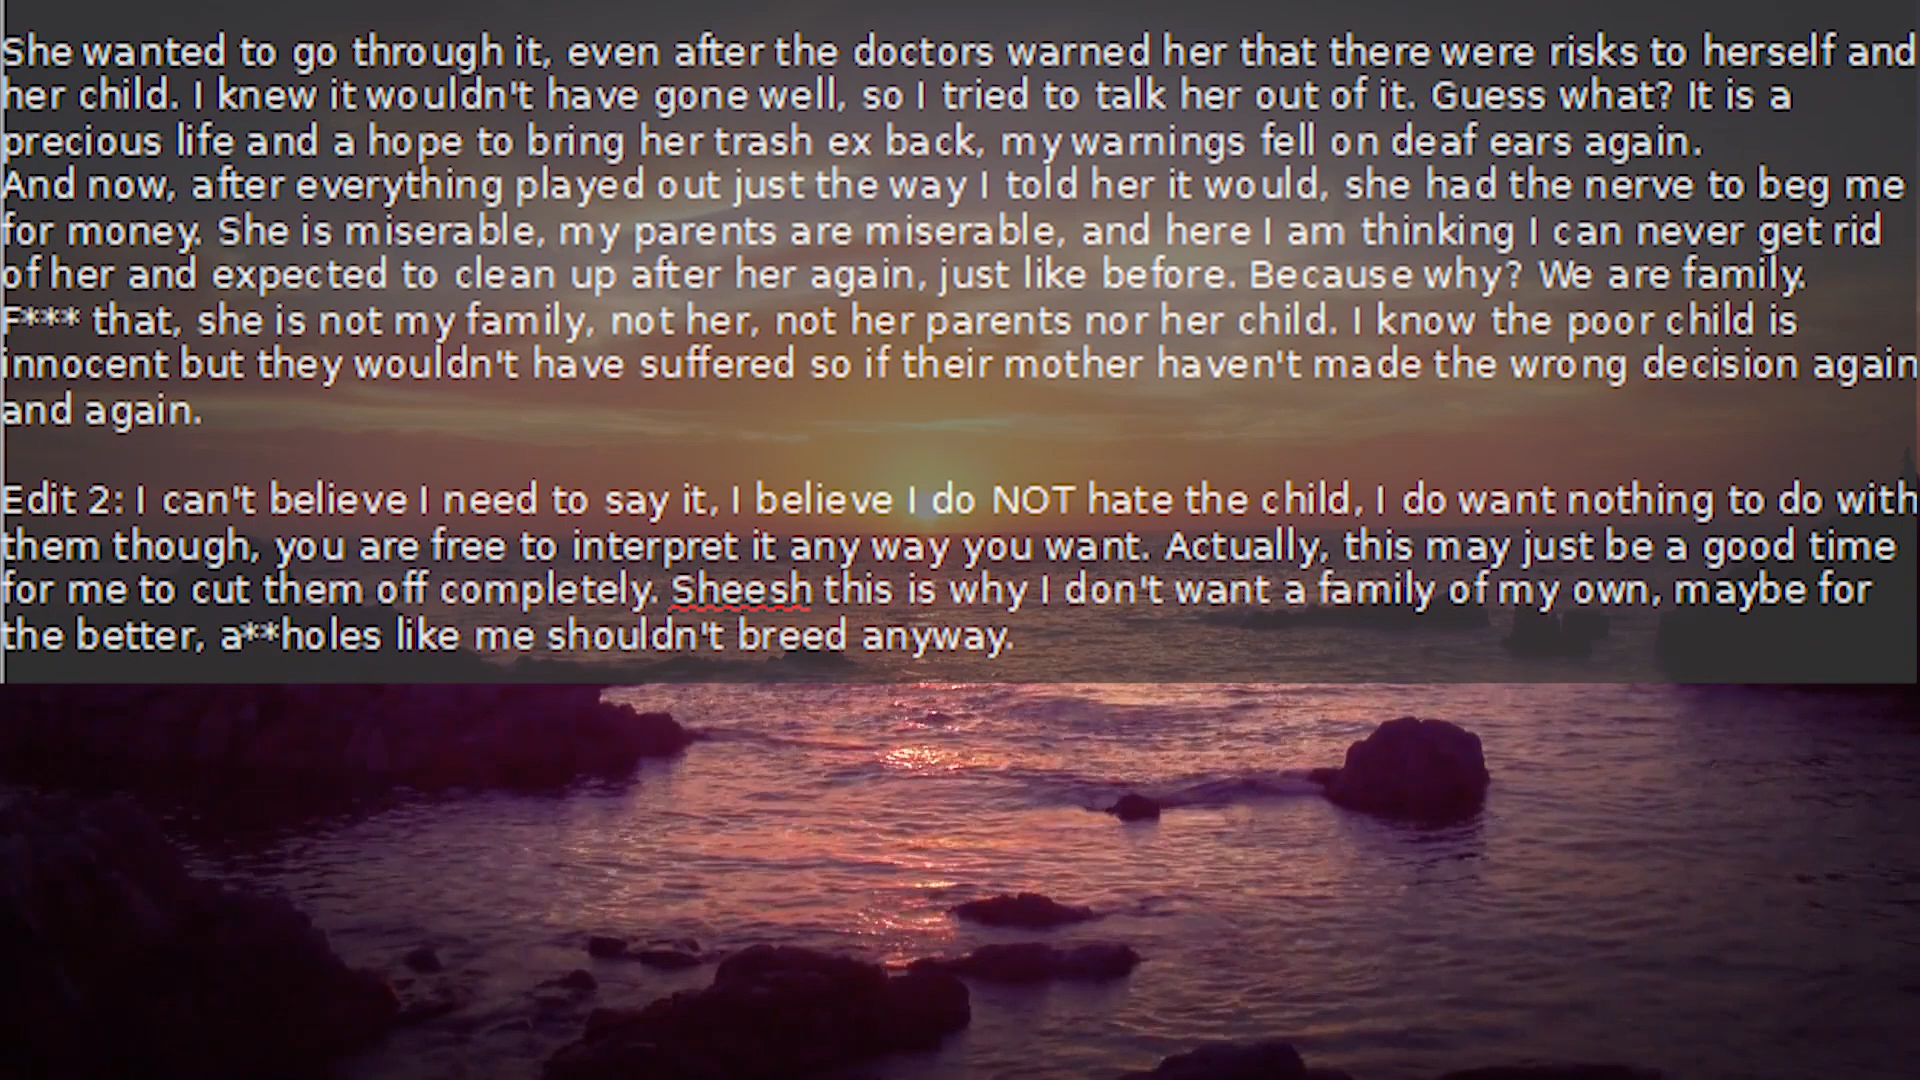 She wanted to go through it, even after the doctors warned her that there were risks to herself and
her child. I knew it wouldn't have gone well, so I tried to talk her out of it. Guess what? It is a
precious life and a hope to bring her trash ex back, my warnings fell on deaf ears again.
And now, after everything played out just the way I told her it would, she had the nerve to beg me
for money. She is miserable, my parents are miserable, and here I am thinking I can never get rid
of her and expected to clean up after her again, just like before. Because why? We are family.
F*** that, she is not my family, not her, not her parents nor her child. I know the poor child is
innocent but they wouldn't have suffered so if their mother haven't made the wrong decision again
and again.
Edit 2: I can't believe I need to say it, I believe I do NOT hate the child, I do want nothing to do with
them though, you are free to interpret it any way you want. Actually, this may just be a good time
for me to cut them off completely. Sheesh this is why I don't want a family of my own, maybe for
the better, a**holes like me shouldn't breed anyway.